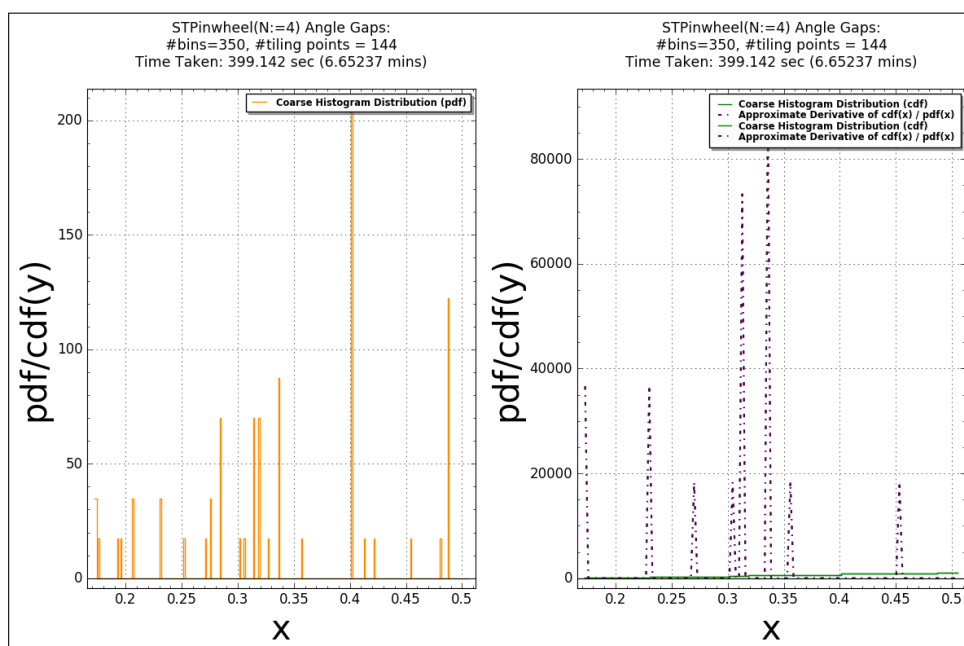 STPinwheel(N:=4) Angle Gaps:
#bins=350, #tiling points = 144
Time Taken: 399.142 sec (6.65237 mins)
Coarse Histogram Distribution (pdf)
200
150
100
50
0
pdf/cdf(y)
0.2 0.25 0.3 0.35 0.4 0.45 0.5
x
STPinwheel(N:=4) Angle Gaps:
#bins=350, #tiling points = 144
Time Taken: 399.142 sec (6.65237 mins)
Coarse Histogram Distribution (cdf)
Approximate Derivative of cdf(x) / pdf(x)
Coarse Histogram Distribution (cdf)
Approximate Derivative of cdf(x) / pdf(x)
80000
60000
40000
20000
0
pdf/cdf(y)
0.2 0.25 0.3 0.35 0.4 0.45 0.5
x